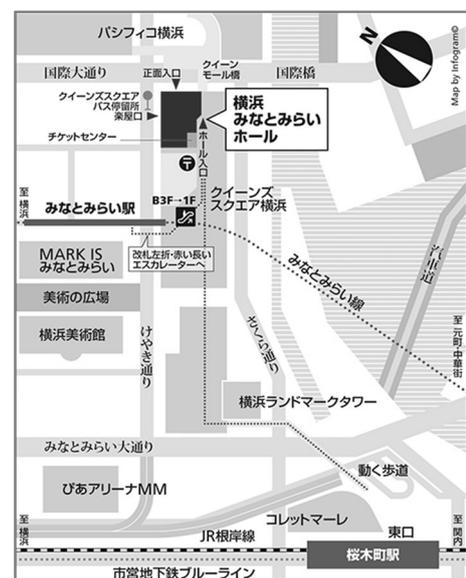 パシフィコ横浜
N
Map by infogram®
国際大通り
正面入口
クイーン
モール橋
国際橋
クイーンズスクエア
バス停留所
楽屋口
チケットセンター
横浜
みなとみらい
ホール
ホール入口
〒
至横浜
みなとみらい駅
B3F→1F
クイーンズ
スクエア横浜
改札左折・赤い長い
エスカレーターへ
MARK IS
みなとみらい
美術の広場
横浜美術館
けやき通り
さくら通り
みなとみらい線
汽車道
至元町・中華街
横浜ランドマークタワー
みなとみらい大通り
ぴあアリーナMM
動く歩道
コレットマーレ
東口
至横浜
JR根岸線
桜木町駅
至関内
市営地下鉄ブルーライン